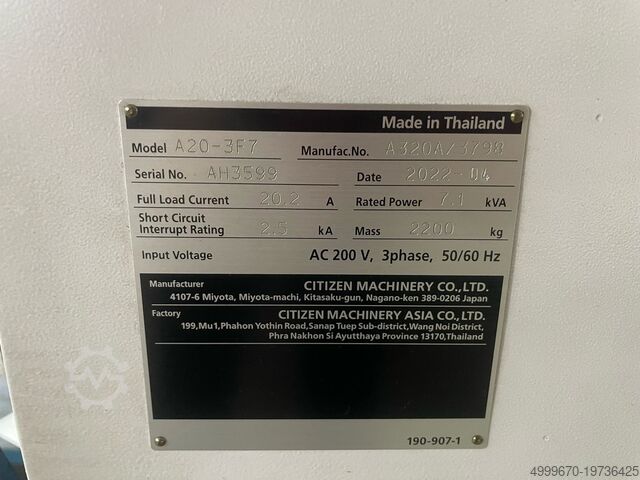 Made in Thailand
Model A20-3F7 Manufac.No. A320A/3798
Serial No. AH3599 Date 2022-04
Full Load Current 20.2 A Rated Power 7.1 kVA
Short Circuit
Interrupt Rating 2.5 kA Mass 2200 kg
Input Voltage AC 200 V, 3phase, 50/60 Hz
Manufacturer CITIZEN MACHINERY CO.,LTD.
4107-6 Miyota, Miyota-machi, Kitasaku-gun, Nagano-ken 389-0206 Japan
Factory CITIZEN MACHINERY ASIA CO.,LTD.
199,Mu1,Phahon Yothin Road,Sanap Tuep Sub-district,Wang Noi District,
Phra Nakhon Si Ayutthaya Province 13170,Thailand
190-907-1
4999670-19736425